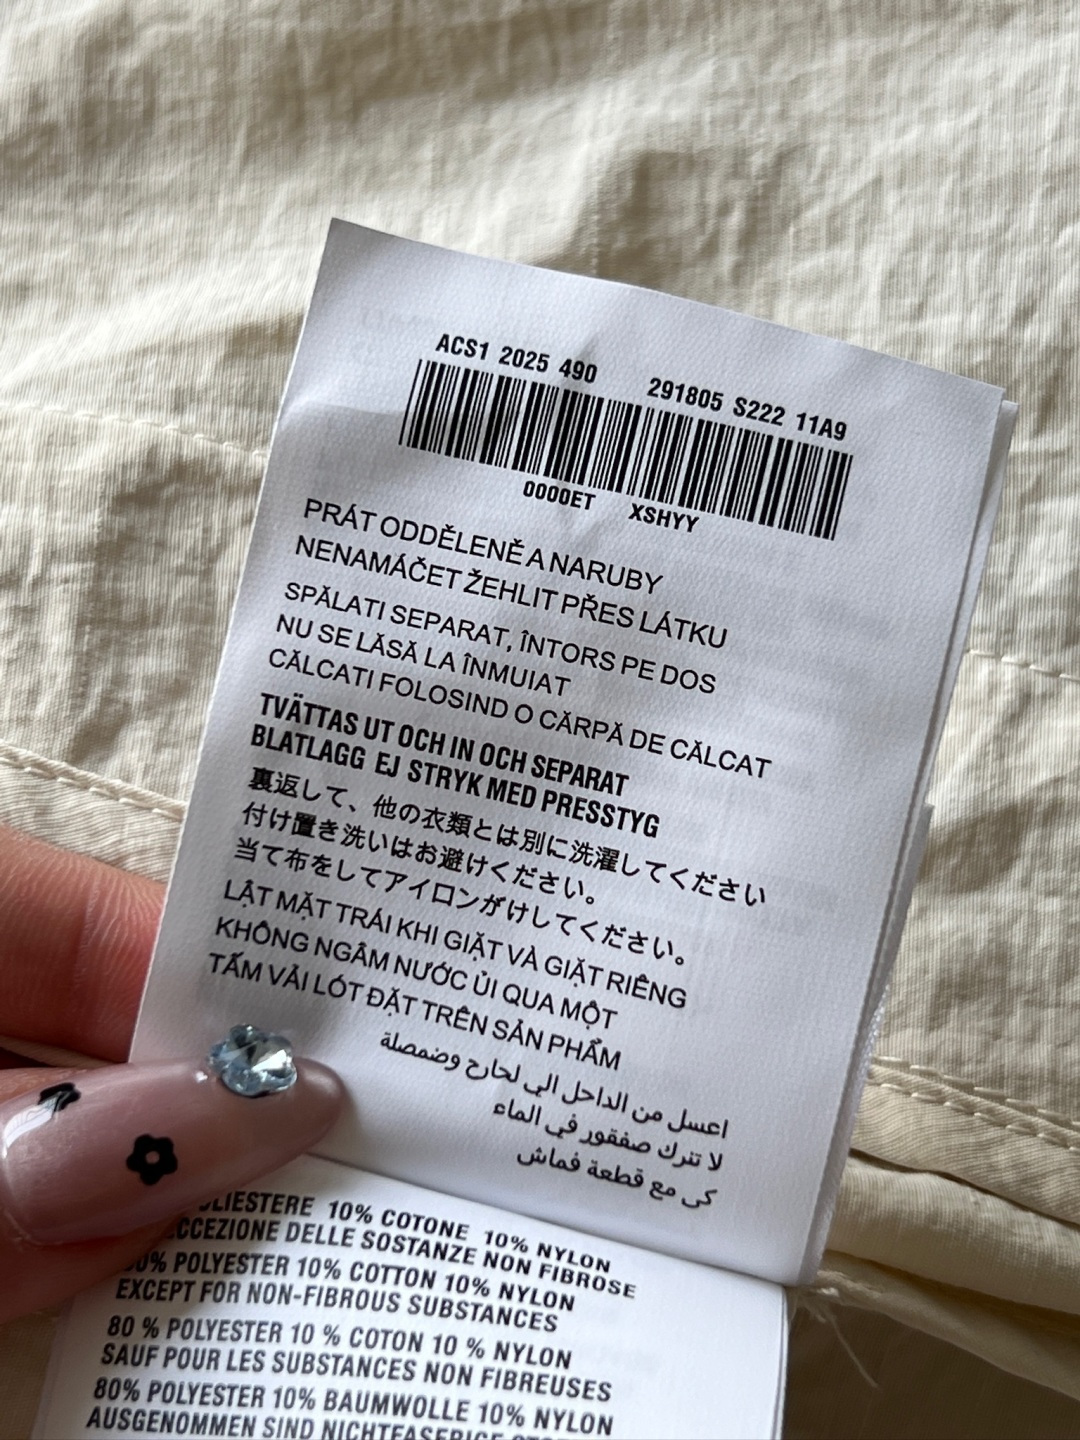 ACS1 2025 490 291805 S222 11A9
0000ET XSHYY
PRÁT ODDĚLENĚ A NARUBY
NENAMÁČET ŽEHLIT PŘES LÁTKU
SPĂLATI SEPARAT, ÎNTORS PE DOS
NU SE LĂSĂ LA ÎNMUIAT
CĂLCATI FOLOSIND O CĂRPĂ DE CĂLCAT
TVÄTTAS UT OCH IN OCH SEPARAT
BLATLAGG EJ STRYK MED PRESSTYG
裏返して、他の衣類とは別に洗濯してください
付け置き洗いはお避けください。
当て布をしてアイロンがけしてください。
LẬT MẶT TRÁI KHI GIẶT VÀ GIẶT RIÊNG
KHÔNG NGÂM NƯỚC ỦI QUA MỘT
TẤM VẢI LÓT ĐẶT TRÊN SẢN PHẨM
اعسل من الداخل الى لحارح وضمصلة
لا تترك صفقور في الماء
كى مع قطعة قماش
10% COTONE 10% NYLON
DELLE SOSTANZE NON FIBROSE
POLYESTER 10% COTTON 10% NYLON
EXCEPT FOR NON-FIBROUS SUBSTANCES
80 % POLYESTER 10 % COTON 10 % NYLON
SAUF POUR LES SUBSTANCES NON FIBREUSES
80% POLYESTER 10% BAUMWOLLE 10% NYLON
AUSGENOMMEN SIND NICHTFASERIGE